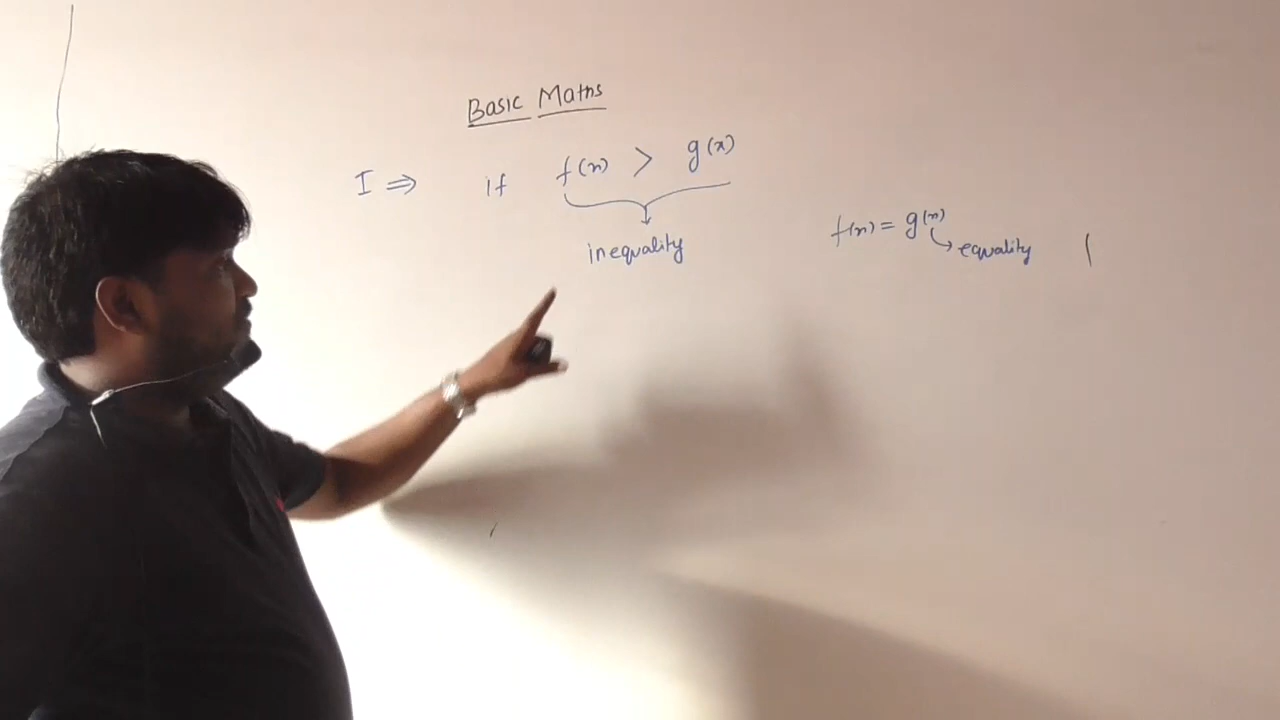 Basic Maths
I ⇒ if f(x) > g(x)
inequality
f(x) = g(x)
equality